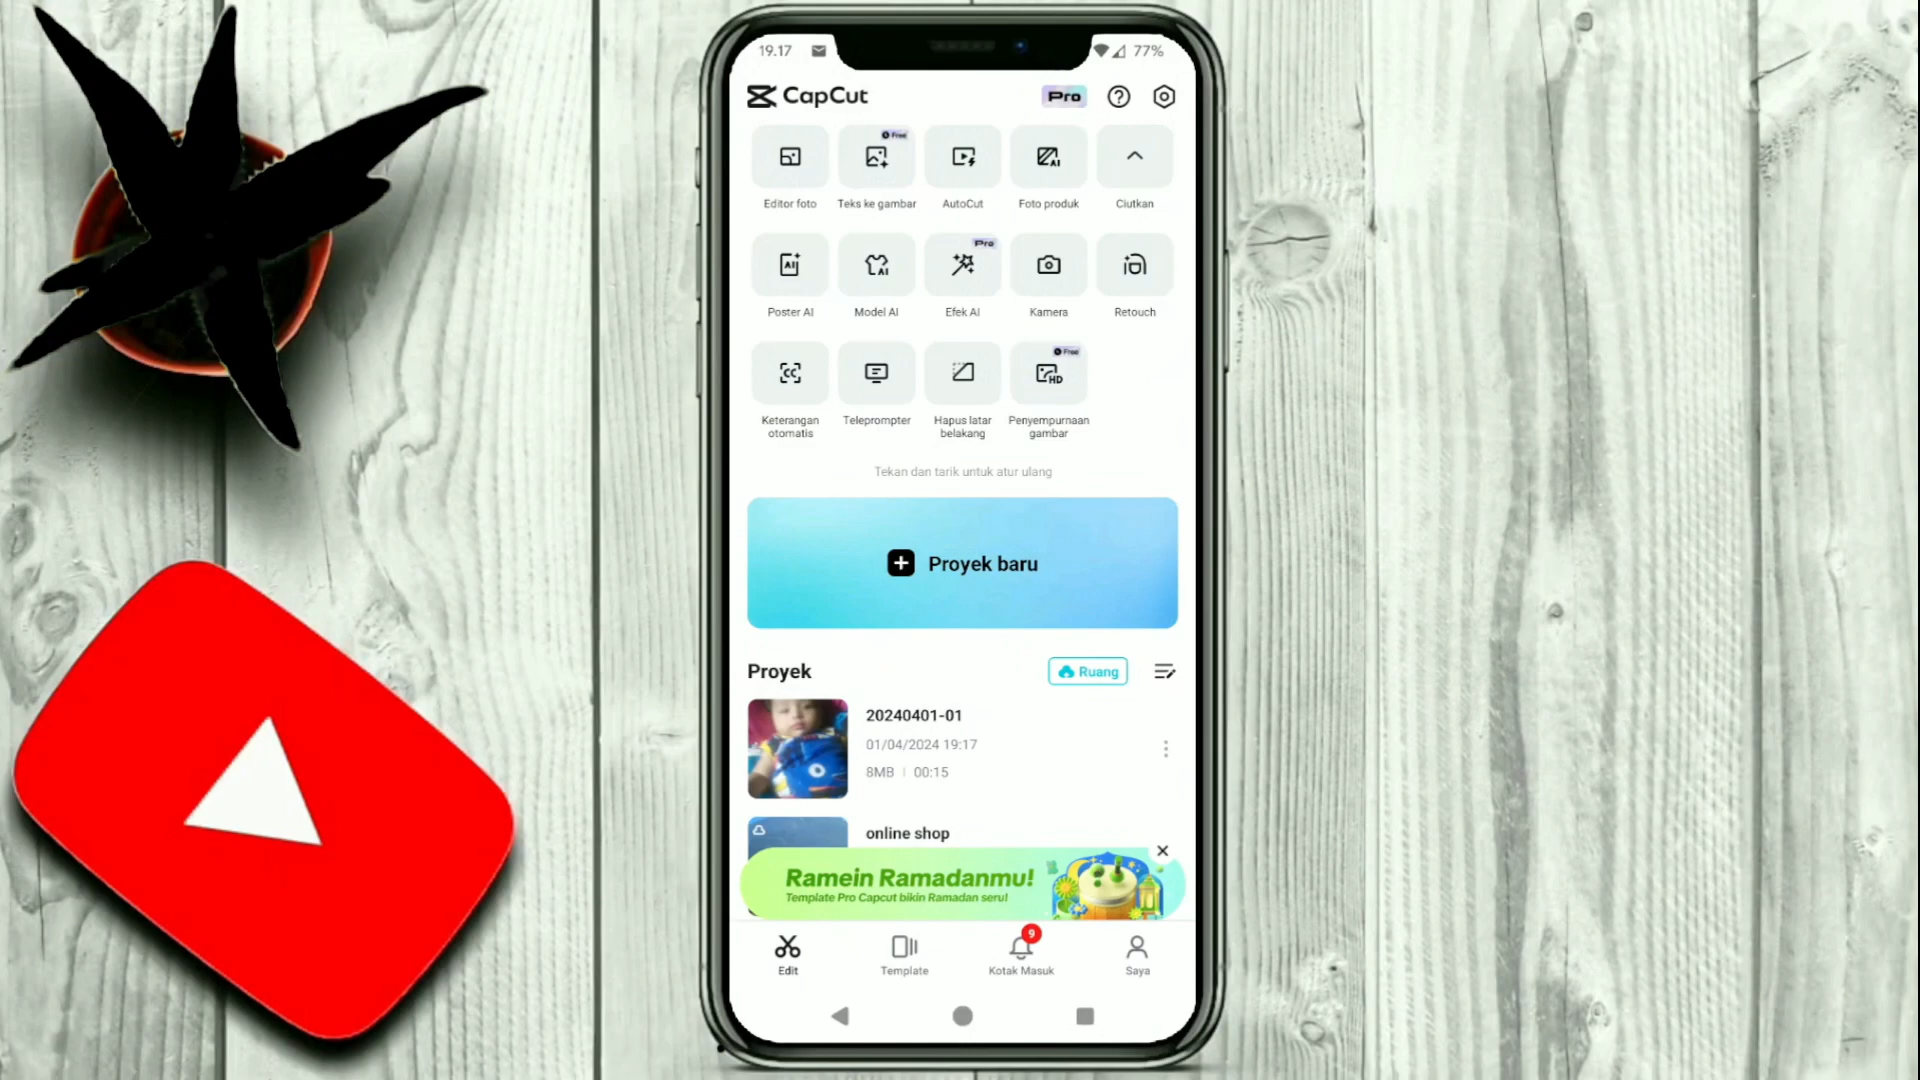 19.17
77%
CapCut
Pro
Free
Editor foto
Teks ke gambar
AutoCut
Foto produk
Ciutkan
Pro
Poster AI
Model AI
Efek AI
Kamera
Retouch
Free
Keterangan
otomatis
Teleprompter
Hapus latar
belakang
Penyempurnaan
gambar
Tekan dan tarik untuk atur ulang
Proyek baru
Proyek
Ruang
20240401-01
01/04/2024 19:17
8MB | 00:15
online shop
Ramein Ramadanmu!
Template Pro Capcut bikin Ramadan seru!
9
Edit
Template
Kotak Masuk
Saya